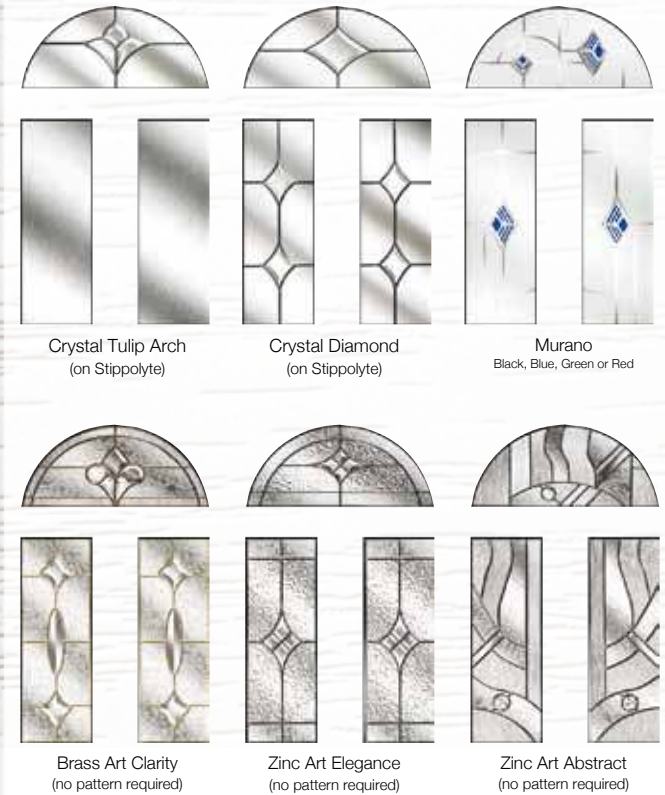 Crystal Tulip Arch
(on Stippolyte)
Crystal Diamond
(on Stippolyte)
Murano
Black, Blue, Green or Red
Brass Art Clarity
(no pattern required)
Zinc Art Elegance
(no pattern required)
Zinc Art Abstract
(no pattern required)